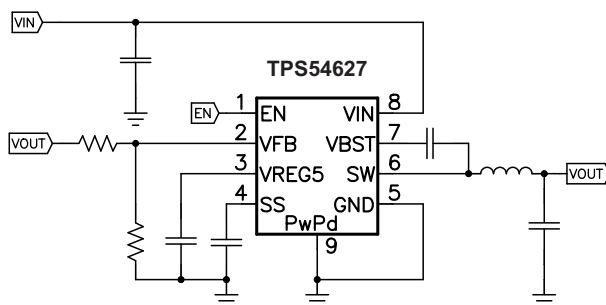 VIN
TPS54627
EN
1
EN
VIN
8
VOUT
2
VFB
VBST
7
3
VREG5
SW
6
VOUT
4
SS
GND
5
PwPd
9